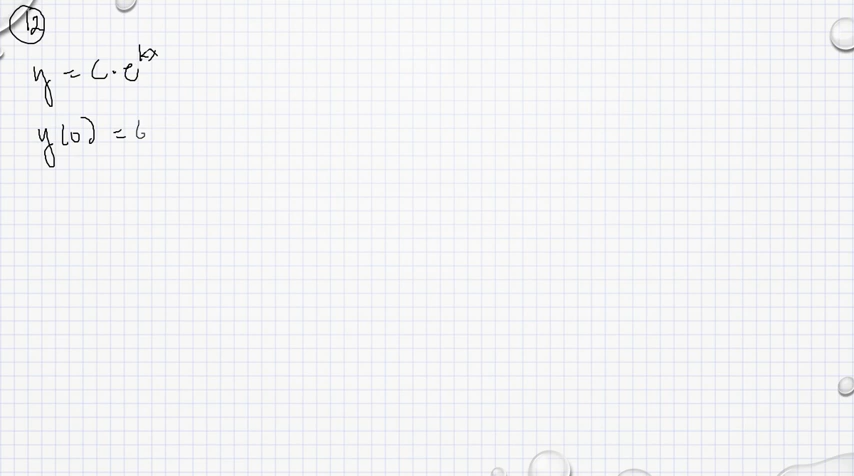 12
y = C · e^{kx}
y(0) = 6